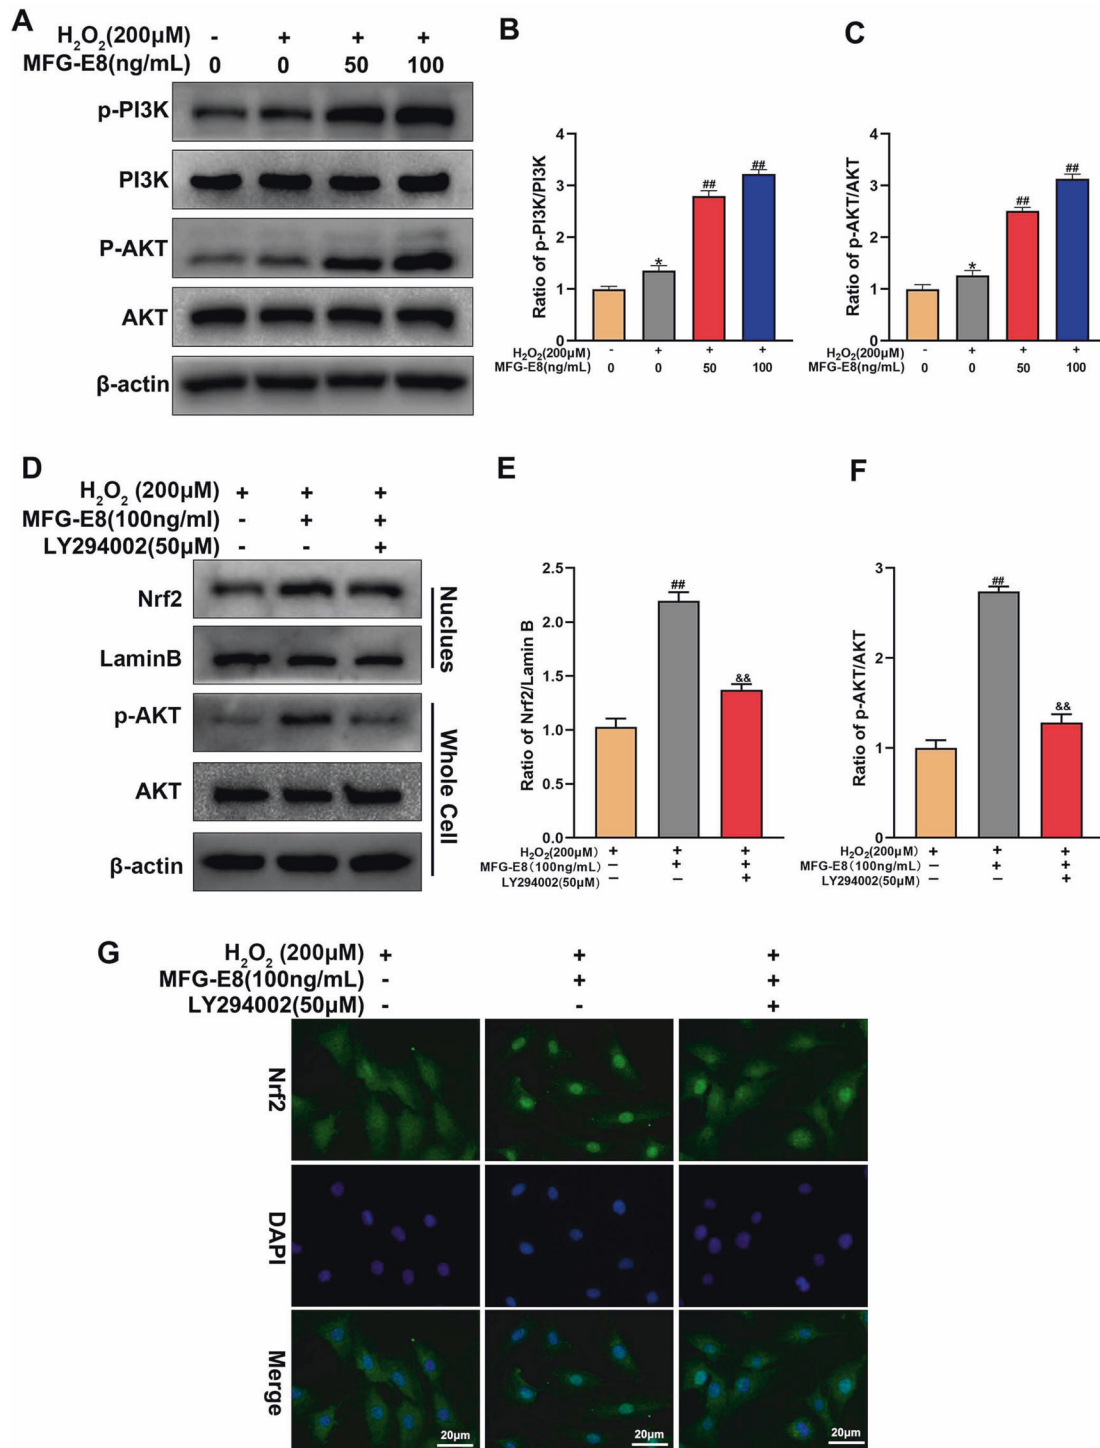 A
H₂O₂(200μM) - + + +
MFG-E8(ng/mL) 0 0 50 100
p-PI3K
PI3K
P-AKT
AKT
β-actin
B
Ratio of p-PI3K/PI3K
4
3
2
1
0
*
##
##
H₂O₂(200μM) - + + +
MFG-E8(ng/mL) 0 0 50 100
C
Ratio of p-AKT/AKT
4
3
2
1
0
*
##
##
H₂O₂(200μM) - + + +
MFG-E8(ng/mL) 0 0 50 100
D
H₂O₂ (200μM) + + +
MFG-E8(100ng/ml) - + +
LY294002(50μM) - - +
Nrf2
LaminB
Nuclues
p-AKT
AKT
β-actin
Whole Cell
E
Ratio of Nrf2/Lamin B
2.5
2.0
1.5
1.0
0.5
0.0
##
&&
H₂O₂(200μM) + + +
MFG-E8(100ng/mL) — + +
LY294002(50μM) — — +
F
Ratio of p-AKT/AKT
3
2
1
0
##
&&
H₂O₂(200μM) + + +
MFG-E8(100ng/mL) — + +
LY294002(50μM) — — +
G
H₂O₂ (200μM) + + +
MFG-E8(100ng/mL) - + +
LY294002(50μM) - - +
Nrf2
DAPI
Merge
20μm
20μm
20μm